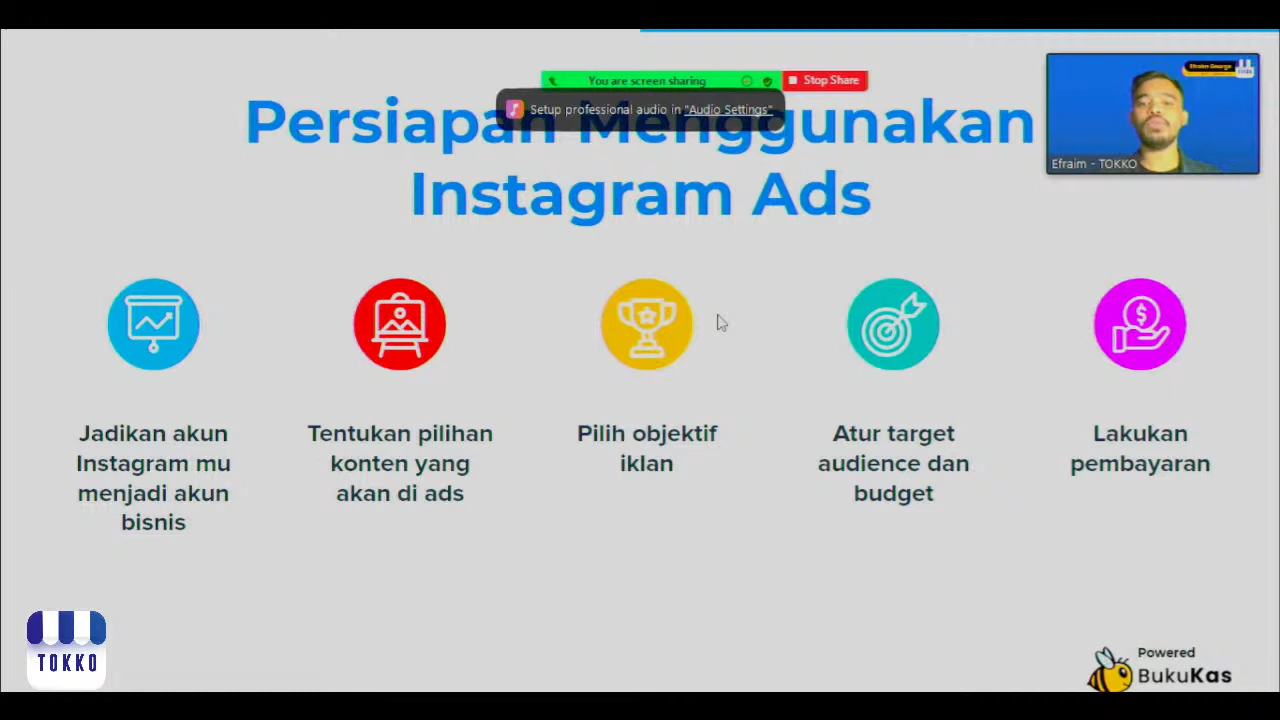 You are screen sharing
Stop Share
Setup professional audio in "Audio Settings"
Persiapan Menggunakan
Instagram Ads
Efraim George
Efraim - TOKKO
Jadikan akun
Instagram mu
menjadi akun
bisnis
Tentukan pilihan
konten yang
akan di ads
Pilih objektif
iklan
Atur target
audience dan
budget
Lakukan
pembayaran
TOKKO
Powered
BukuKas